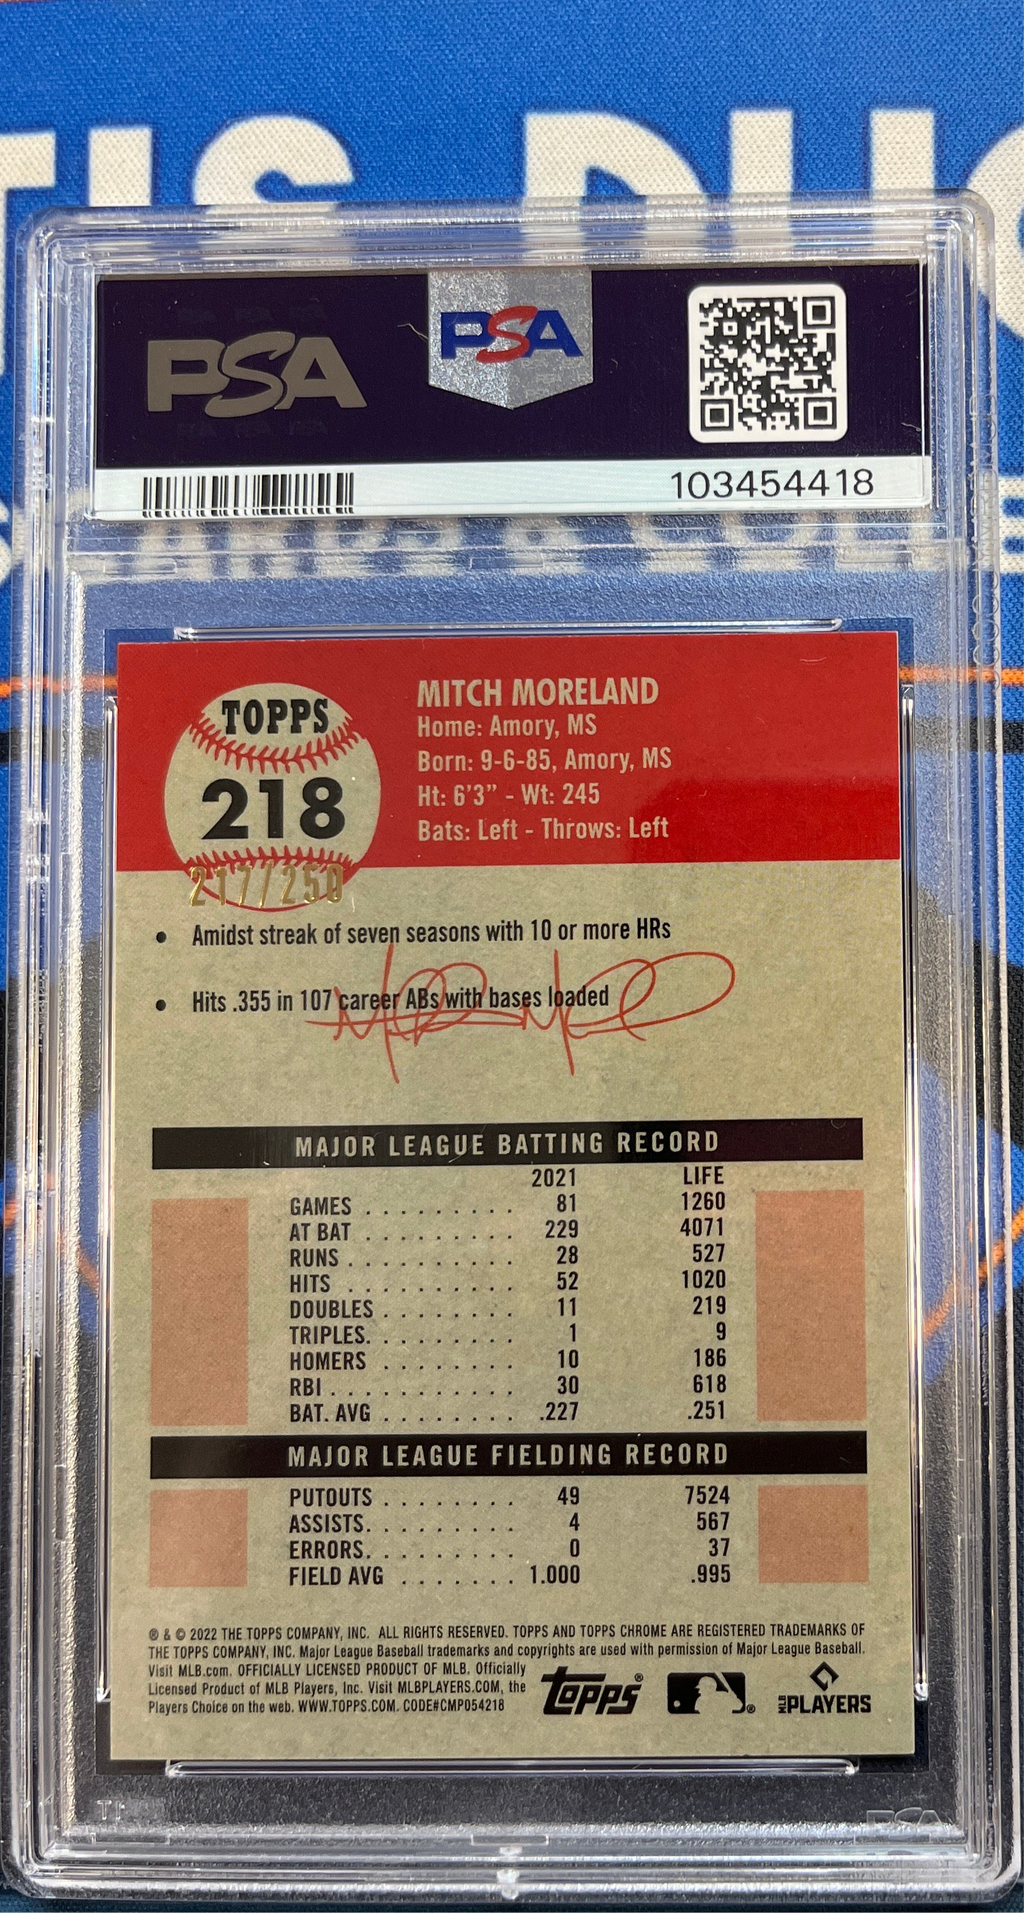 PSA
PSA
103454418
TOPPS
218
217/250
MITCH MORELAND
Home: Amory, MS
Born: 9-6-85, Amory, MS
Ht: 6'3" - Wt: 245
Bats: Left - Throws: Left
• Amidst streak of seven seasons with 10 or more HRs
• Hits .355 in 107 career ABs with bases loaded
MAJOR LEAGUE BATTING RECORD
2021 LIFE
GAMES . . . . . . . . . 81 1260
AT BAT . . . . . . . . . 229 4071
RUNS . . . . . . . . . . 28 527
HITS . . . . . . . . . . . 52 1020
DOUBLES . . . . . . . . 11 219
TRIPLES. . . . . . . . . 1 9
HOMERS . . . . . . . . 10 186
RBI . . . . . . . . . . . 30 618
BAT. AVG . . . . . . . . .227 .251
MAJOR LEAGUE FIELDING RECORD
PUTOUTS . . . . . . . . 49 7524
ASSISTS. . . . . . . . . 4 567
ERRORS. . . . . . . . . 0 37
FIELD AVG . . . . . . . 1.000 .995
® & © 2022 THE TOPPS COMPANY, INC. ALL RIGHTS RESERVED. TOPPS AND TOPPS CHROME ARE REGISTERED TRADEMARKS OF
THE TOPPS COMPANY, INC. Major League Baseball trademarks and copyrights are used with permission of Major League Baseball.
Visit MLB.com. OFFICIALLY LICENSED PRODUCT OF MLB. Officially
Licensed Product of MLB Players, Inc. Visit MLBPLAYERS.COM, the
Players Choice on the web. WWW.TOPPS.COM. CODE#CMP054218
topps®
MLB PLAYERS
PSA